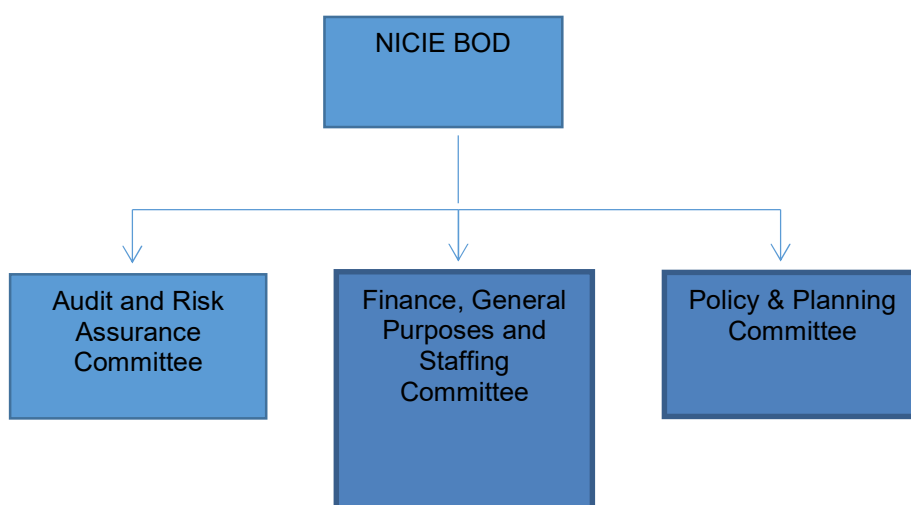 NICIE BOD
Audit and Risk
Assurance
Committee
Finance, General
Purposes and
Staffing
Committee
Policy & Planning
Committee